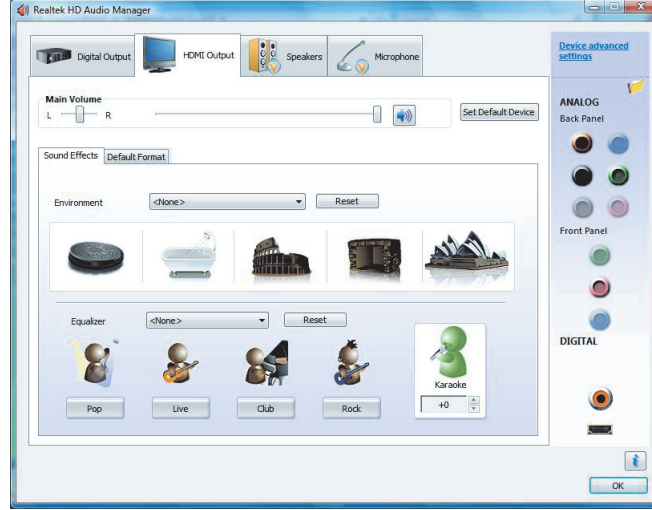 Realtek HD Audio Manager
Digital Output
HDMI Output
Speakers
Microphone
Device advanced
settings
Main Volume
L
R
Set Default Device
ANALOG
Back Panel
Sound Effects
Default Format
Environment
<None>
Reset
Front Panel
Equalizer
<None>
Reset
DIGITAL
Karaoke
Pop
Live
Club
Rock
+0
OK